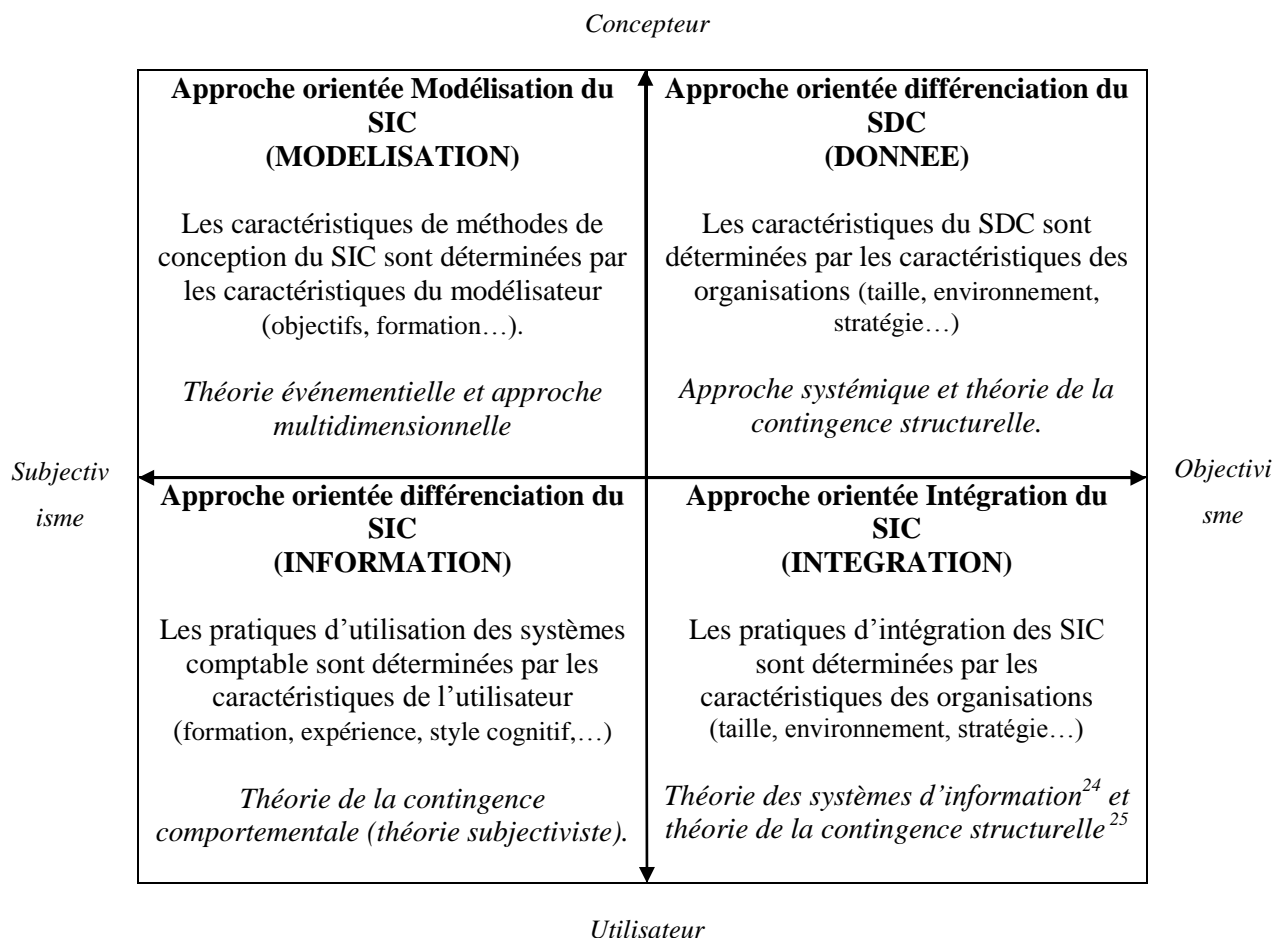 Concepteur
Approche orientée Modélisation du
SIC
(MODELISATION)
Les caractéristiques de méthodes de
conception du SIC sont déterminées par
les caractéristiques du modélisateur
(objectifs, formation…).
Théorie événementielle et approche
multidimensionnelle
Approche orientée différenciation du
SDC
(DONNEE)
Les caractéristiques du SDC sont
déterminées par les caractéristiques des
organisations (taille, environnement,
stratégie…)
Approche systémique et théorie de la
contingence structurelle.
Subjectiv
isme
Objectivi
sme
Approche orientée différenciation du
SIC
(INFORMATION)
Les pratiques d’utilisation des systèmes
comptable sont déterminées par les
caractéristiques de l’utilisateur
(formation, expérience, style cognitif,…)
Théorie de la contingence
comportementale (théorie subjectiviste).
Approche orientée Intégration du
SIC
(INTEGRATION)
Les pratiques d’intégration des SIC
sont déterminées par les
caractéristiques des organisations
(taille, environnement, stratégie…)
Théorie des systèmes d’information24 et
théorie de la contingence structurelle 25
Utilisateur